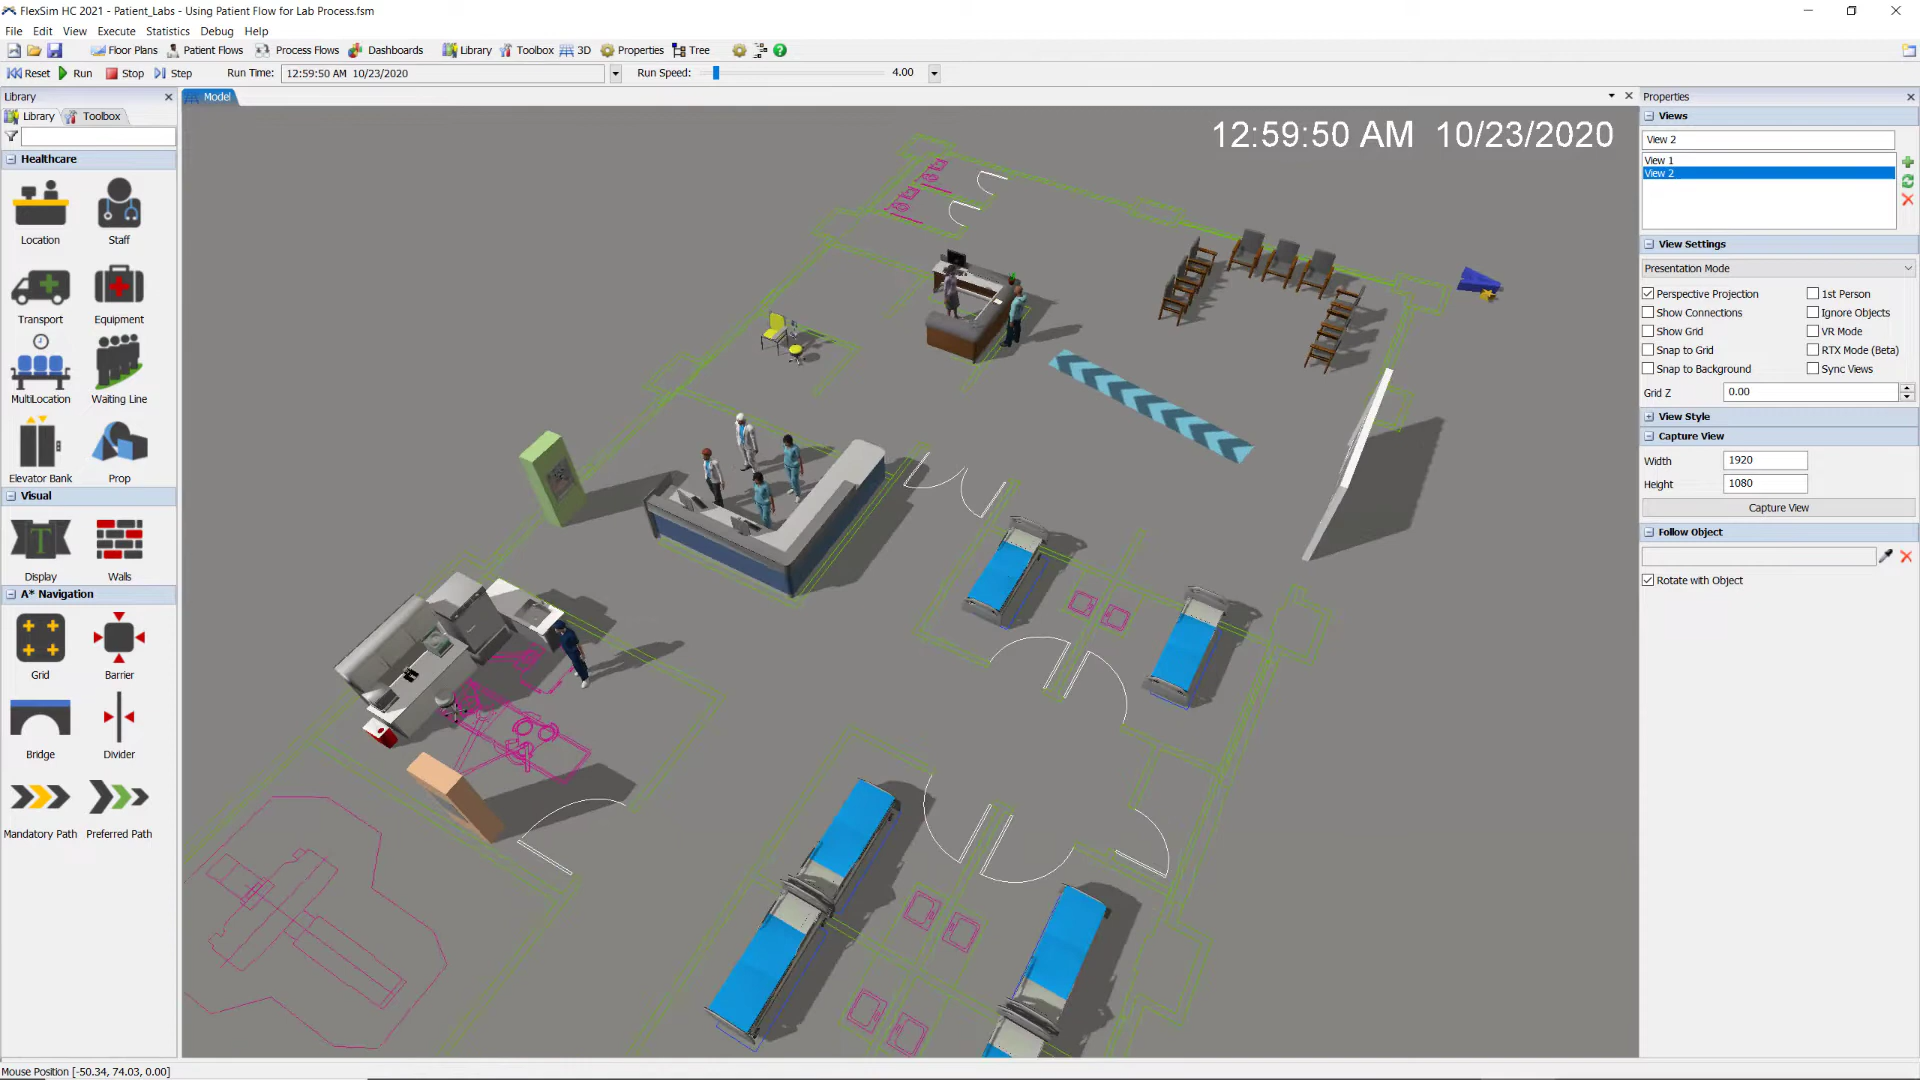 FlexSim HC 2021 - Patient_Labs - Using Patient Flow for Lab Process.fsm
File Edit View Execute Statistics Debug Help
Floor Plans Patient Flows Process Flows Dashboards Library Toolbox 3D Properties Tree
Reset Run Stop Step Run Time: 12:59:50 AM 10/23/2020 Run Speed: 4.00
Library
Library Toolbox
Healthcare
Location Staff
Transport Equipment
MultiLocation Waiting Line
Elevator Bank Prop
Visual
T
Display Walls
A* Navigation
Grid Barrier
Bridge Divider
Mandatory Path Preferred Path
Model
12:59:50 AM 10/23/2020
Properties
Views
View 2
View 1
View 2
View Settings
Presentation Mode
Perspective Projection 1st Person
Show Connections Ignore Objects
Show Grid VR Mode
Snap to Grid RTX Mode (Beta)
Snap to Background Sync Views
Grid Z 0.00
View Style
Capture View
Width 1920
Height 1080
Capture View
Follow Object
Rotate with Object
Mouse Position [-50.34, 74.03, 0.00]